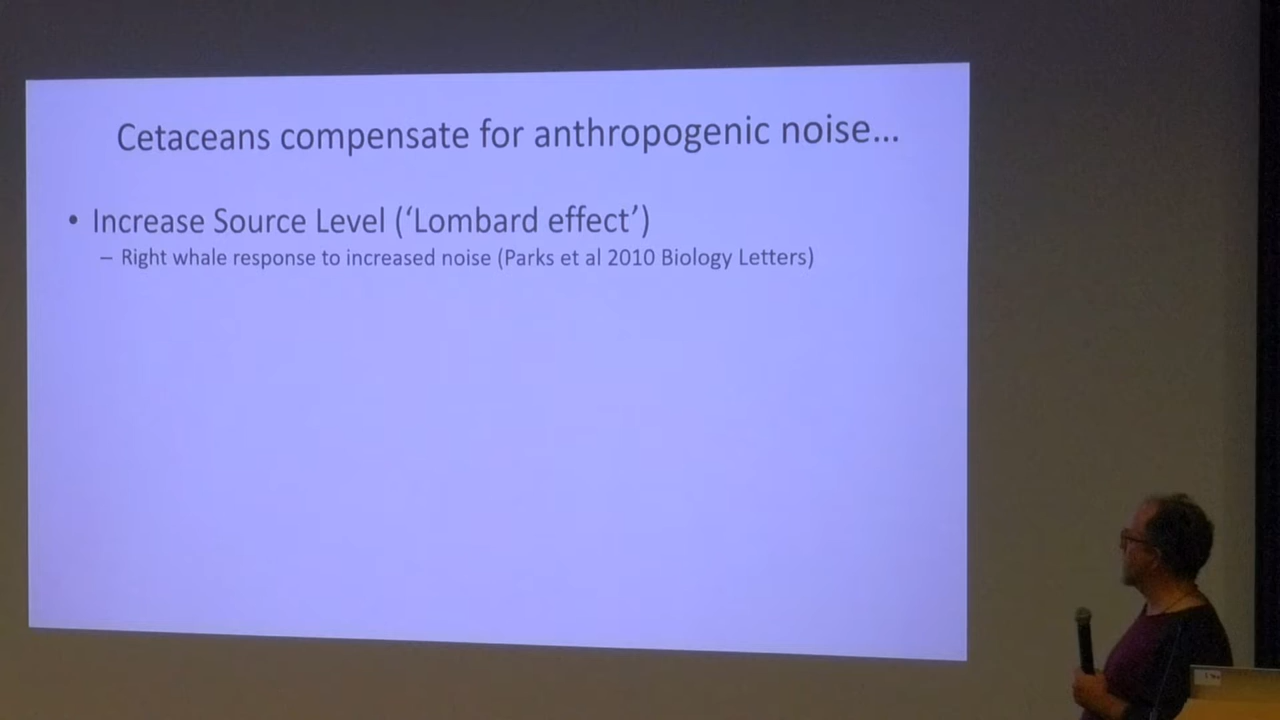 Cetaceans compensate for anthropogenic noise...
• Increase Source Level (‘Lombard effect’)
– Right whale response to increased noise (Parks et al 2010 Biology Letters)